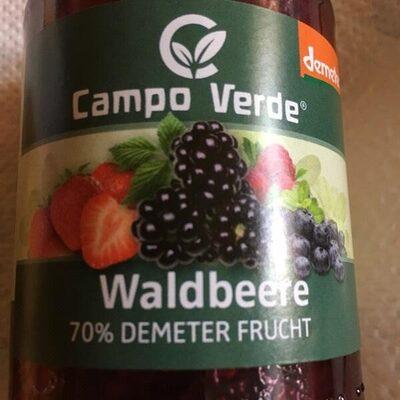 demeter
Campo Verde®
Waldbeere
70% DEMETER FRUCHT